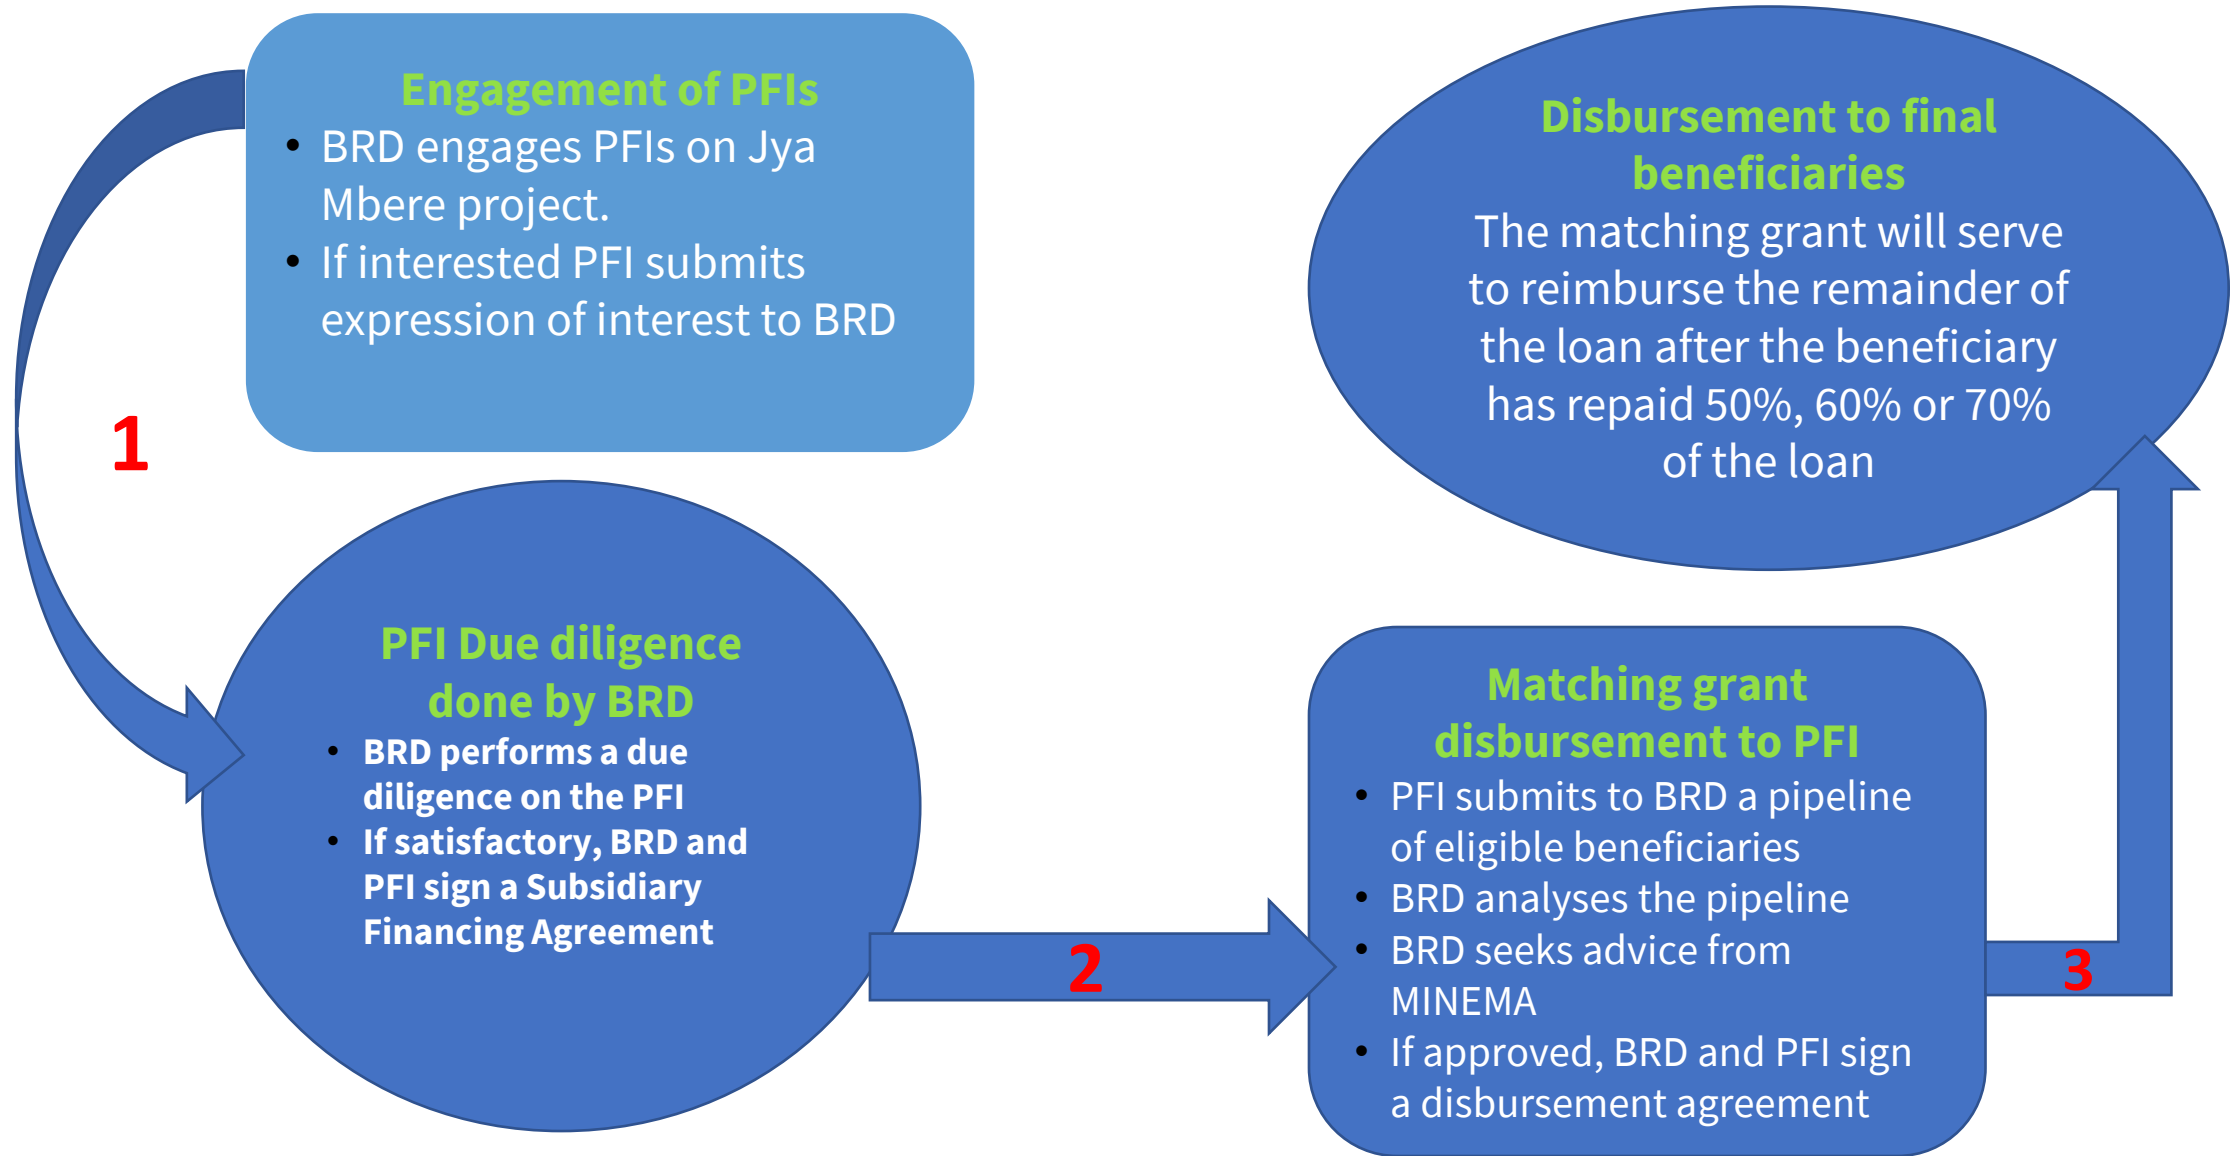 Engagement of PFIs
• BRD engages PFIs on Jya
Mbere project.
• If interested PFI submits
expression of interest to BRD
1
PFI Due diligence
done by BRD
• BRD performs a due
diligence on the PFI
• If satisfactory, BRD and
PFI sign a Subsidiary
Financing Agreement
2
Matching grant
disbursement to PFI
• PFI submits to BRD a pipeline
of eligible beneficiaries
• BRD analyses the pipeline
• BRD seeks advice from
MINEMA
• If approved, BRD and PFI sign
a disbursement agreement
3
Disbursement to final
beneficiaries
The matching grant will serve
to reimburse the remainder of
the loan after the beneficiary
has repaid 50%, 60% or 70%
of the loan